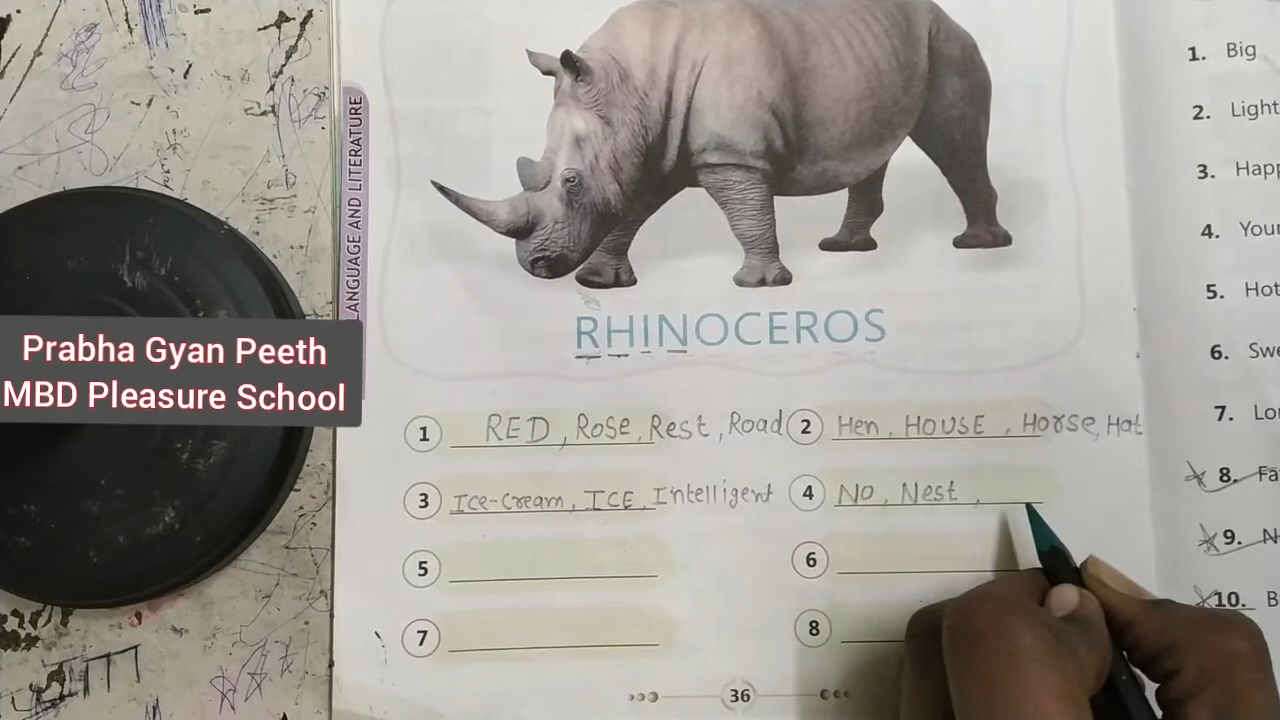 LANGUAGE AND LITERATURE
Prabha Gyan Peeth
MBD Pleasure School
RHINOCEROS
1 RED, Rose, Rest, Road
2 Hen, HOUSE, Horse, Hat
3 Ice-cream, ICE, Intelligent
4 No, Nest,
5
6
7
8
36
1. Big
2. Light
3. Happ
4. Your
5. Hot
6. Swe
7. Lo
8. Fa
9. N
10. B